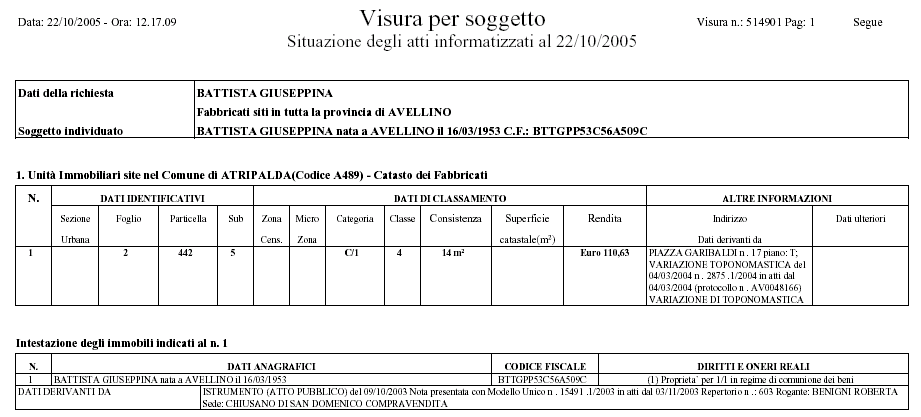 Data: 22/10/2005 - Ora: 12.17.09
Visura per soggetto
Visura n.: 514901 Pag: 1
Segue
Situazione degli atti informatizzati al 22/10/2005
Dati della richiesta
BATTISTA GIUSEPPINA
Fabbricati siti in tutta la provincia di AVELLINO
Soggetto individuato
BATTISTA GIUSEPPINA nata a AVELLINO il 16/03/1953 C.F.: BTTGPP53C56A509C
1. Unità Immobiliari site nel Comune di ATRIPALDA(Codice A489) - Catasto dei Fabbricati
N. DATI IDENTIFICATIVI DATI DI CLASSAMENTO ALTRE INFORMAZIONI
Sezione Foglio Particella Sub Zona Micro Categoria Classe Consistenza Superficie Rendita Indirizzo Dati ulteriori
Urbana Cens. Zona catastale(m²) Dati derivanti da
1 2 442 5 C/1 4 14 m² Euro 110,63 PIAZZA GARIBALDI n . 17 piano: T;
VARIAZIONE TOPONOMASTICA del
04/03/2004 n . 2875 .1/2004 in atti dal
04/03/2004 (protocollo n . AV0048166)
VARIAZIONE DI TOPONOMASTICA
Intestazione degli immobili indicati al n. 1
N. DATI ANAGRAFICI CODICE FISCALE DIRITTI E ONERI REALI
1 BATTISTA GIUSEPPINA nata a AVELLINO il 16/03/1953 BTTGPP53C56A509C (1) Proprieta` per 1/1 in regime di comunione dei beni
DATI DERIVANTI DA ISTRUMENTO (ATTO PUBBLICO) del 09/10/2003 Nota presentata con Modello Unico n . 15491 .1/2003 in atti dal 03/11/2003 Repertorio n .: 603 Rogante: BENIGNI ROBERTA
Sede: CHIUSANO DI SAN DOMENICO COMPRAVENDITA